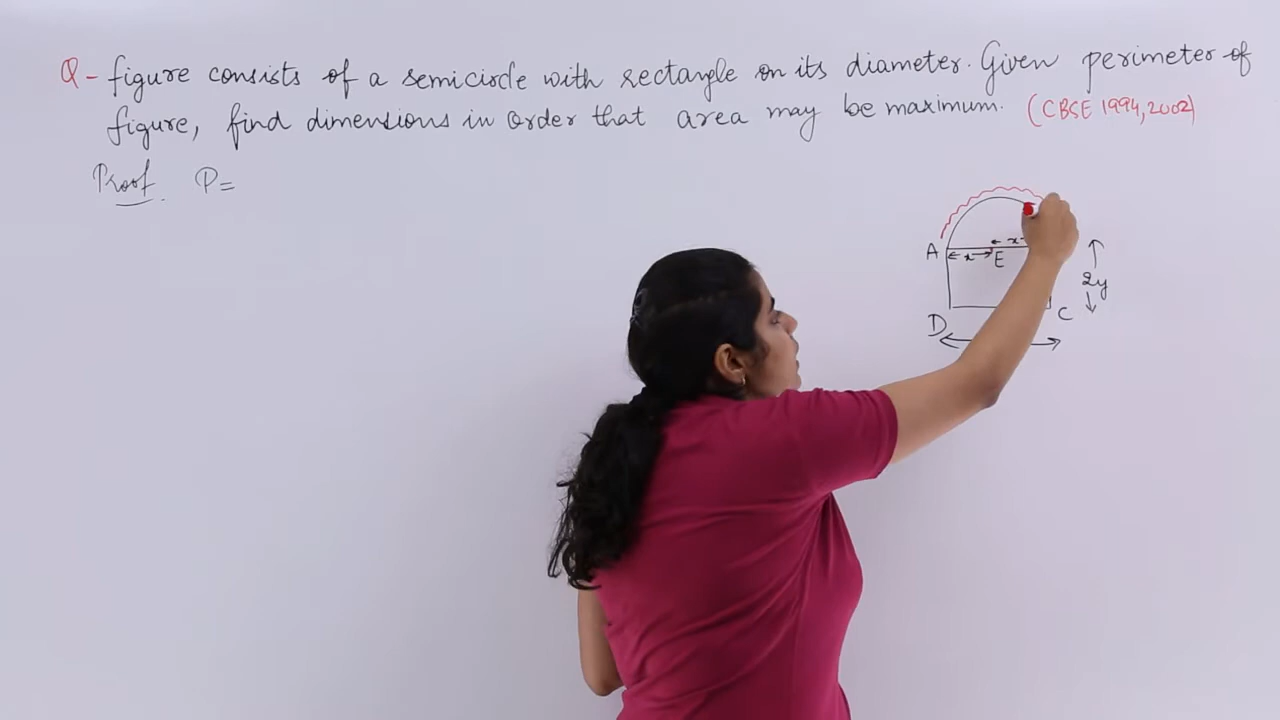 Q- figure consists of a semicircle with rectangle on its diameter. Given perimeter of
figure, find dimensions in order that area may be maximum. (CBSE 1994,2002)
Proof. P=
x
A x E
2y
D C